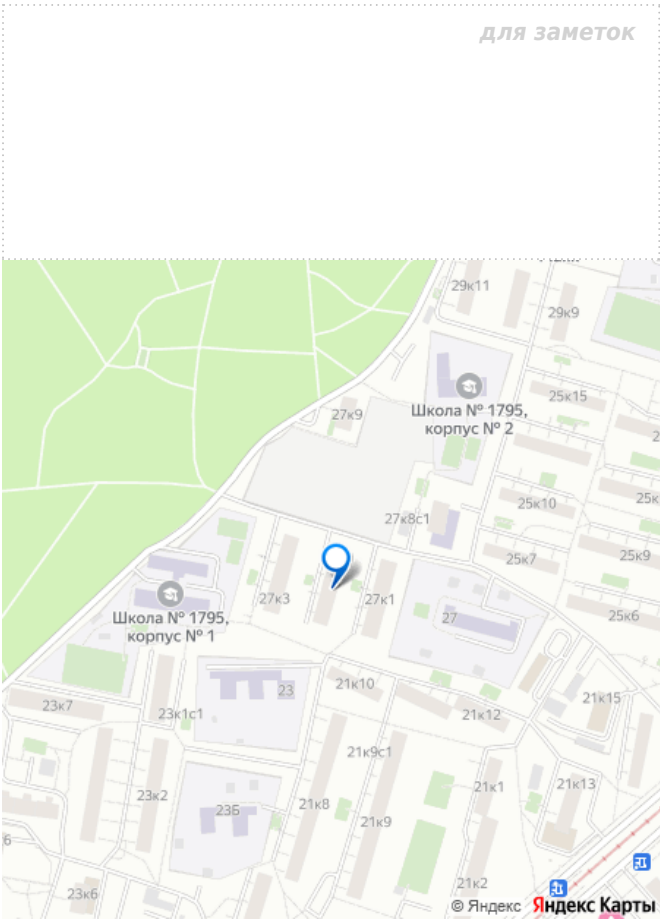 для заметок
29к11
29к9
25к15
Школа № 1795,
корпус № 2
27к9
25к10
27к8с1
25к7
25к9
27к3
27к1
27
25к6
Школа № 1795,
корпус № 1
23к7
23к1с1
23
21к10
21к12
21к15
21к9с1
23к2
23Б
21к8
21к9
21к1
21к13
23к6
21к2
© Яндекс Яндекс Карты